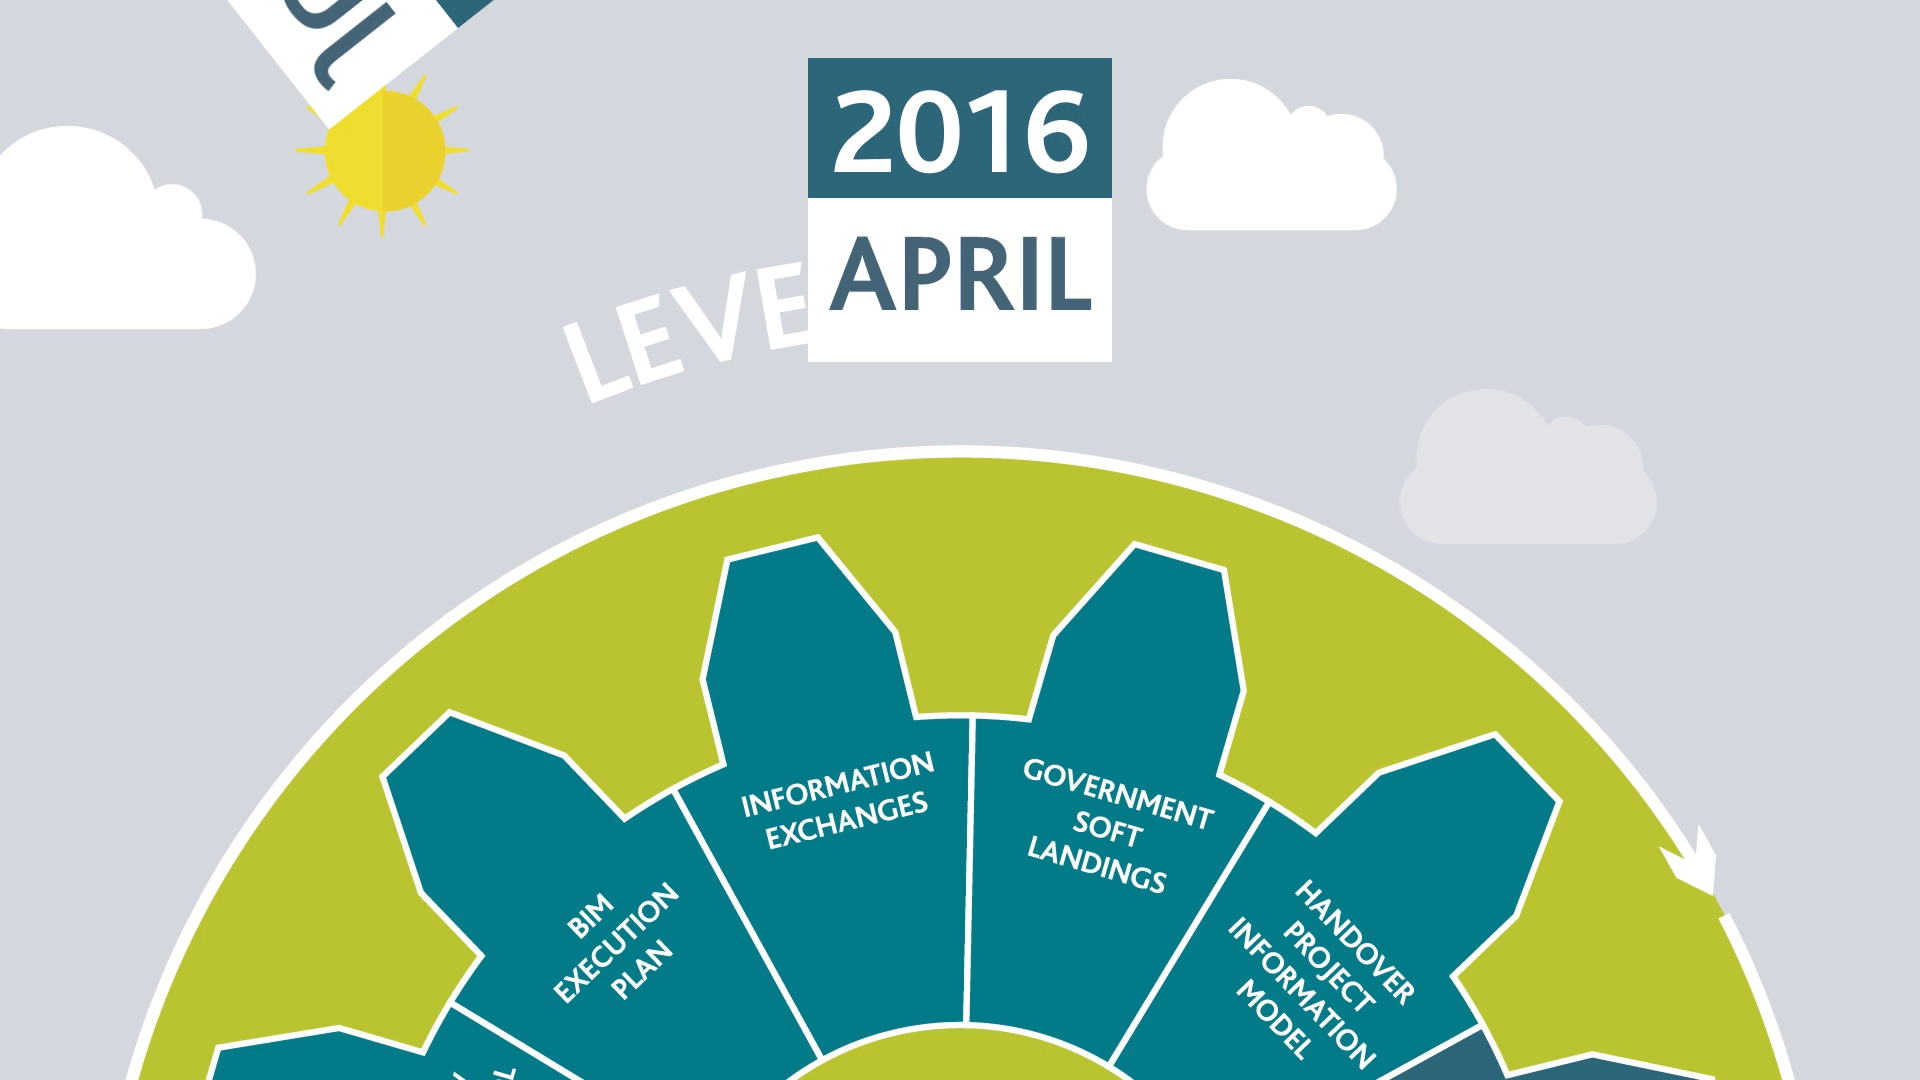 2016
APRIL
LEVE
INFORMATION
EXCHANGES
GOVERNMENT
SOFT
LANDINGS
BIM
EXECUTION
PLAN
HANDOVER
PROJECT
INFORMATION
MODEL